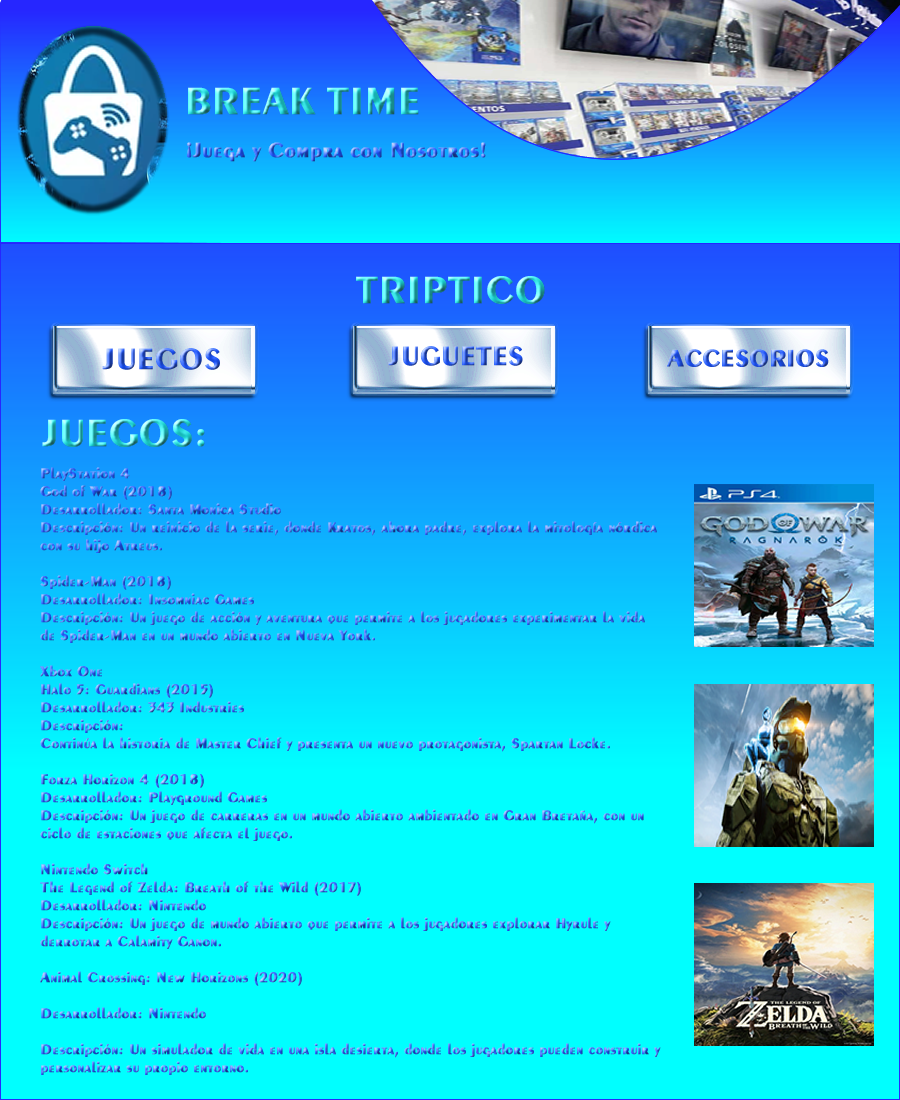 BREAK TIME
¡Juega y Compra con Nosotros!
ENTOS
TRIPTICO
JUEGOS
JUGUETES
ACCESORIOS
JUEGOS:
PlayStation 4
God of War (2018)
Desarrollador: Santa Monica Studio
Descripción: Un reinicio de la serie, donde Kratos, ahora padre, explora la mitología nórdica
con su hijo Atreus.
Spider-Man (2018)
Desarrollador: Insomniac Games
Descripción: Un juego de acción y aventura que permite a los jugadores experimentar la vida
de Spider-Man en un mundo abierto en Nueva York.
Xbox One
Halo 5: Guardians (2015)
Desarrollador: 343 Industries
Descripción:
Continúa la historia de Master Chief y presenta un nuevo protagonista, Spartan Locke.
Forza Horizon 4 (2018)
Desarrollador: Playground Games
Descripción: Un juego de carreras en un mundo abierto ambientado en Gran Bretaña, con un
ciclo de estaciones que afecta el juego.
Nintendo Switch
The Legend of Zelda: Breath of the Wild (2017)
Desarrollador: Nintendo
Descripción: Un juego de mundo abierto que permite a los jugadores explorar Hyrule y
derrotar a Calamity Ganon.
Animal Crossing: New Horizons (2020)
Desarrollador: Nintendo
Descripción: Un simulador de vida en una isla desierta, donde los jugadores pueden construir y
personalizar su propio entorno.
PS4
GOD OF WAR
RAGNARÖK
THE LEGEND OF
ZELDA
BREATH OF THE WILD